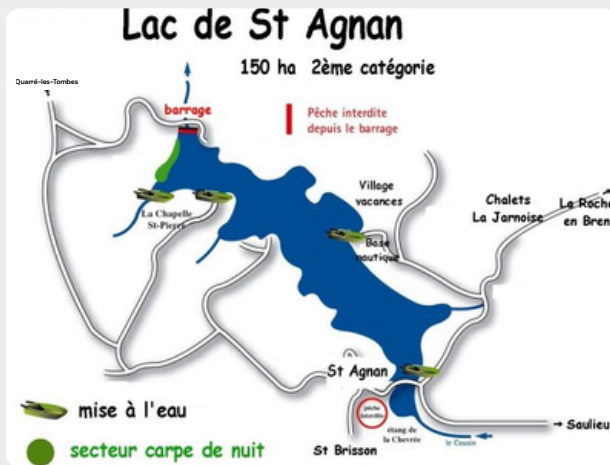 Lac de St Agnan
150 ha 2ème catégorie
Quarré-les-Tombes
barrage
Pêche interdite
depuis le barrage
Village
vacances
Chalets
La Jarnoise
La Roche
en Bren
La Chapelle
St-Pierre
Base
nautique
St Agnan
pêche
interdite
étang de
la Chevrée
St Brisson
le Cousin
→ Saulieu
mise à l'eau
secteur carpe de nuit